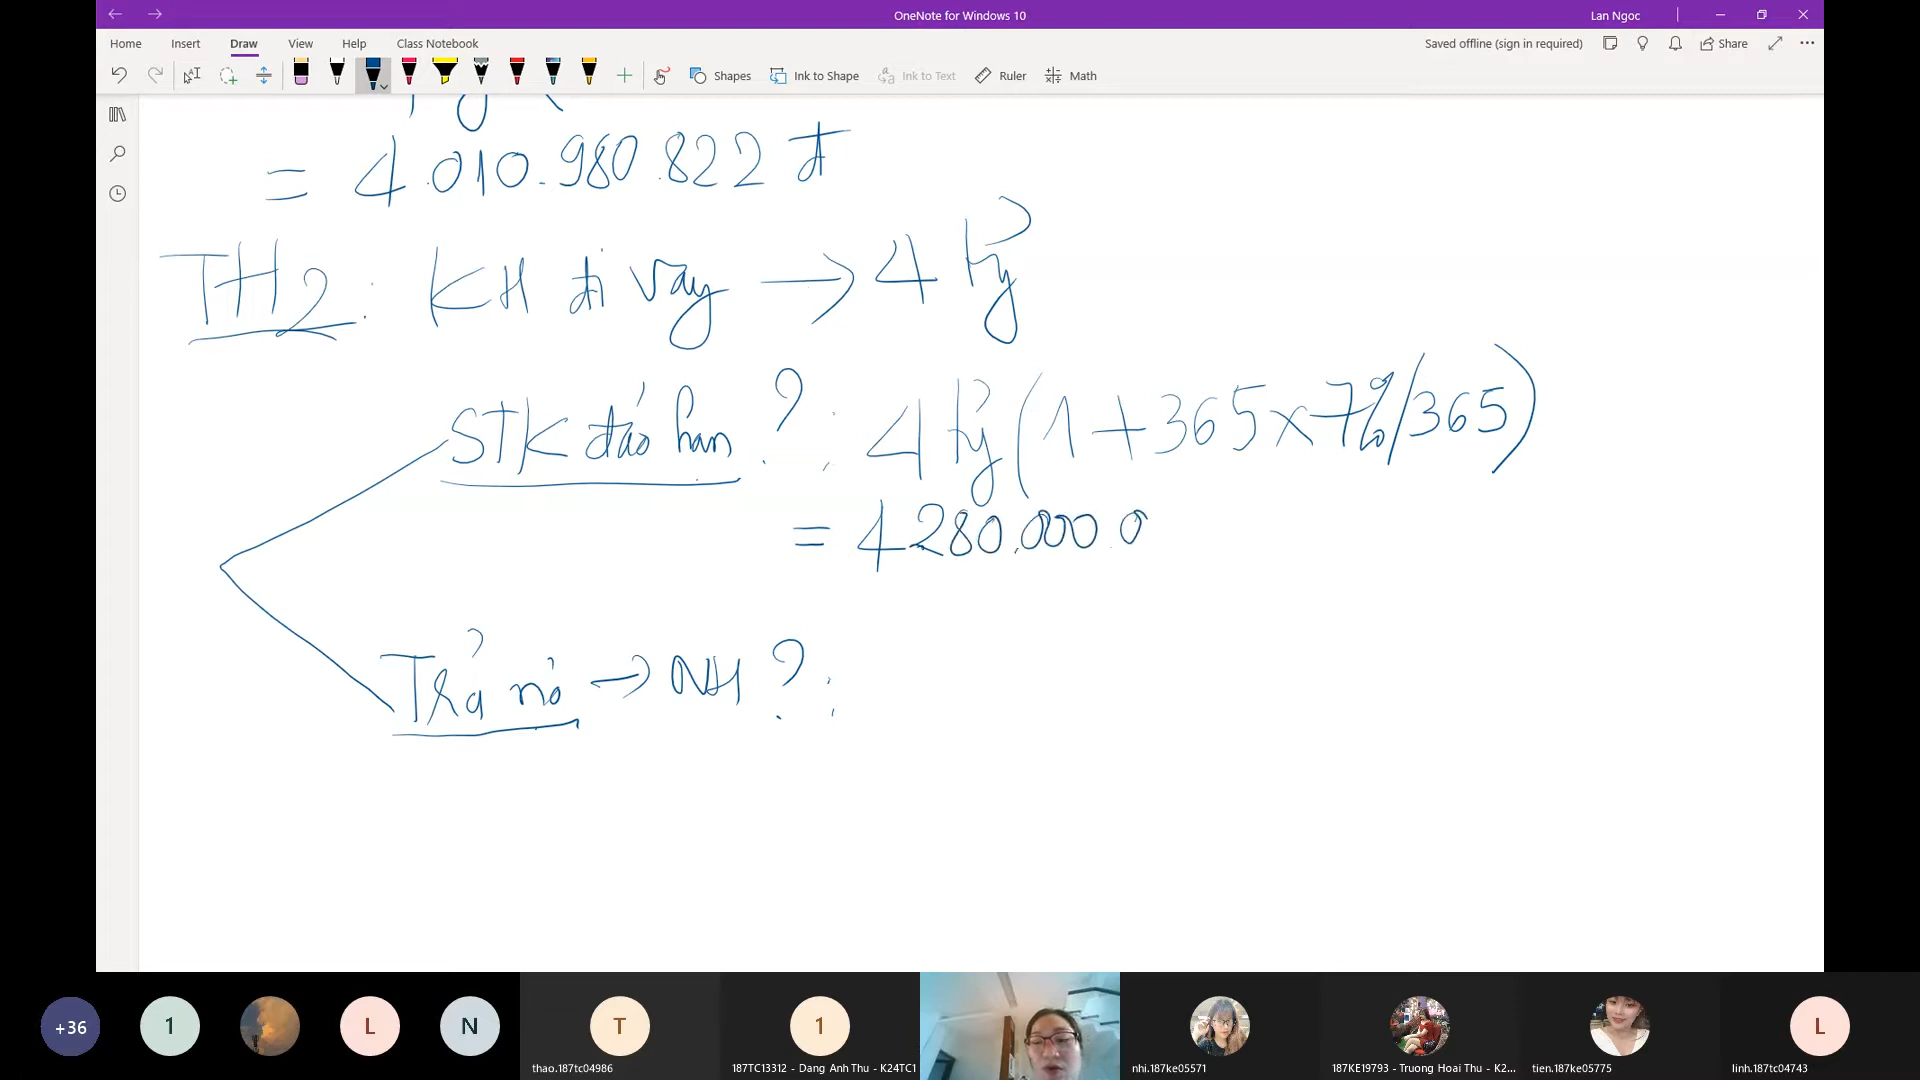 OneNote for Windows 10
Lan Ngoc
Home Insert Draw View Help Class Notebook
Saved offline (sign in required) Share
Shapes Ink to Shape Ink to Text Ruler Math
= 4.010.980.822 đ
TH2: KH đi vay → 4 tỷ
STK đáo hạn ?: 4 tỷ (1 + 365 x 7%/365)
= 4280.000.0
Trả nợ → NH ?:
+36 1 L N T 1 L
thao.187tc04986
187TC13312 - Dang Anh Thu - K24TC1
nhi.187ke05571
187KE19793 - Truong Hoai Thu - K2...
tien.187ke05775
linh.187tc04743